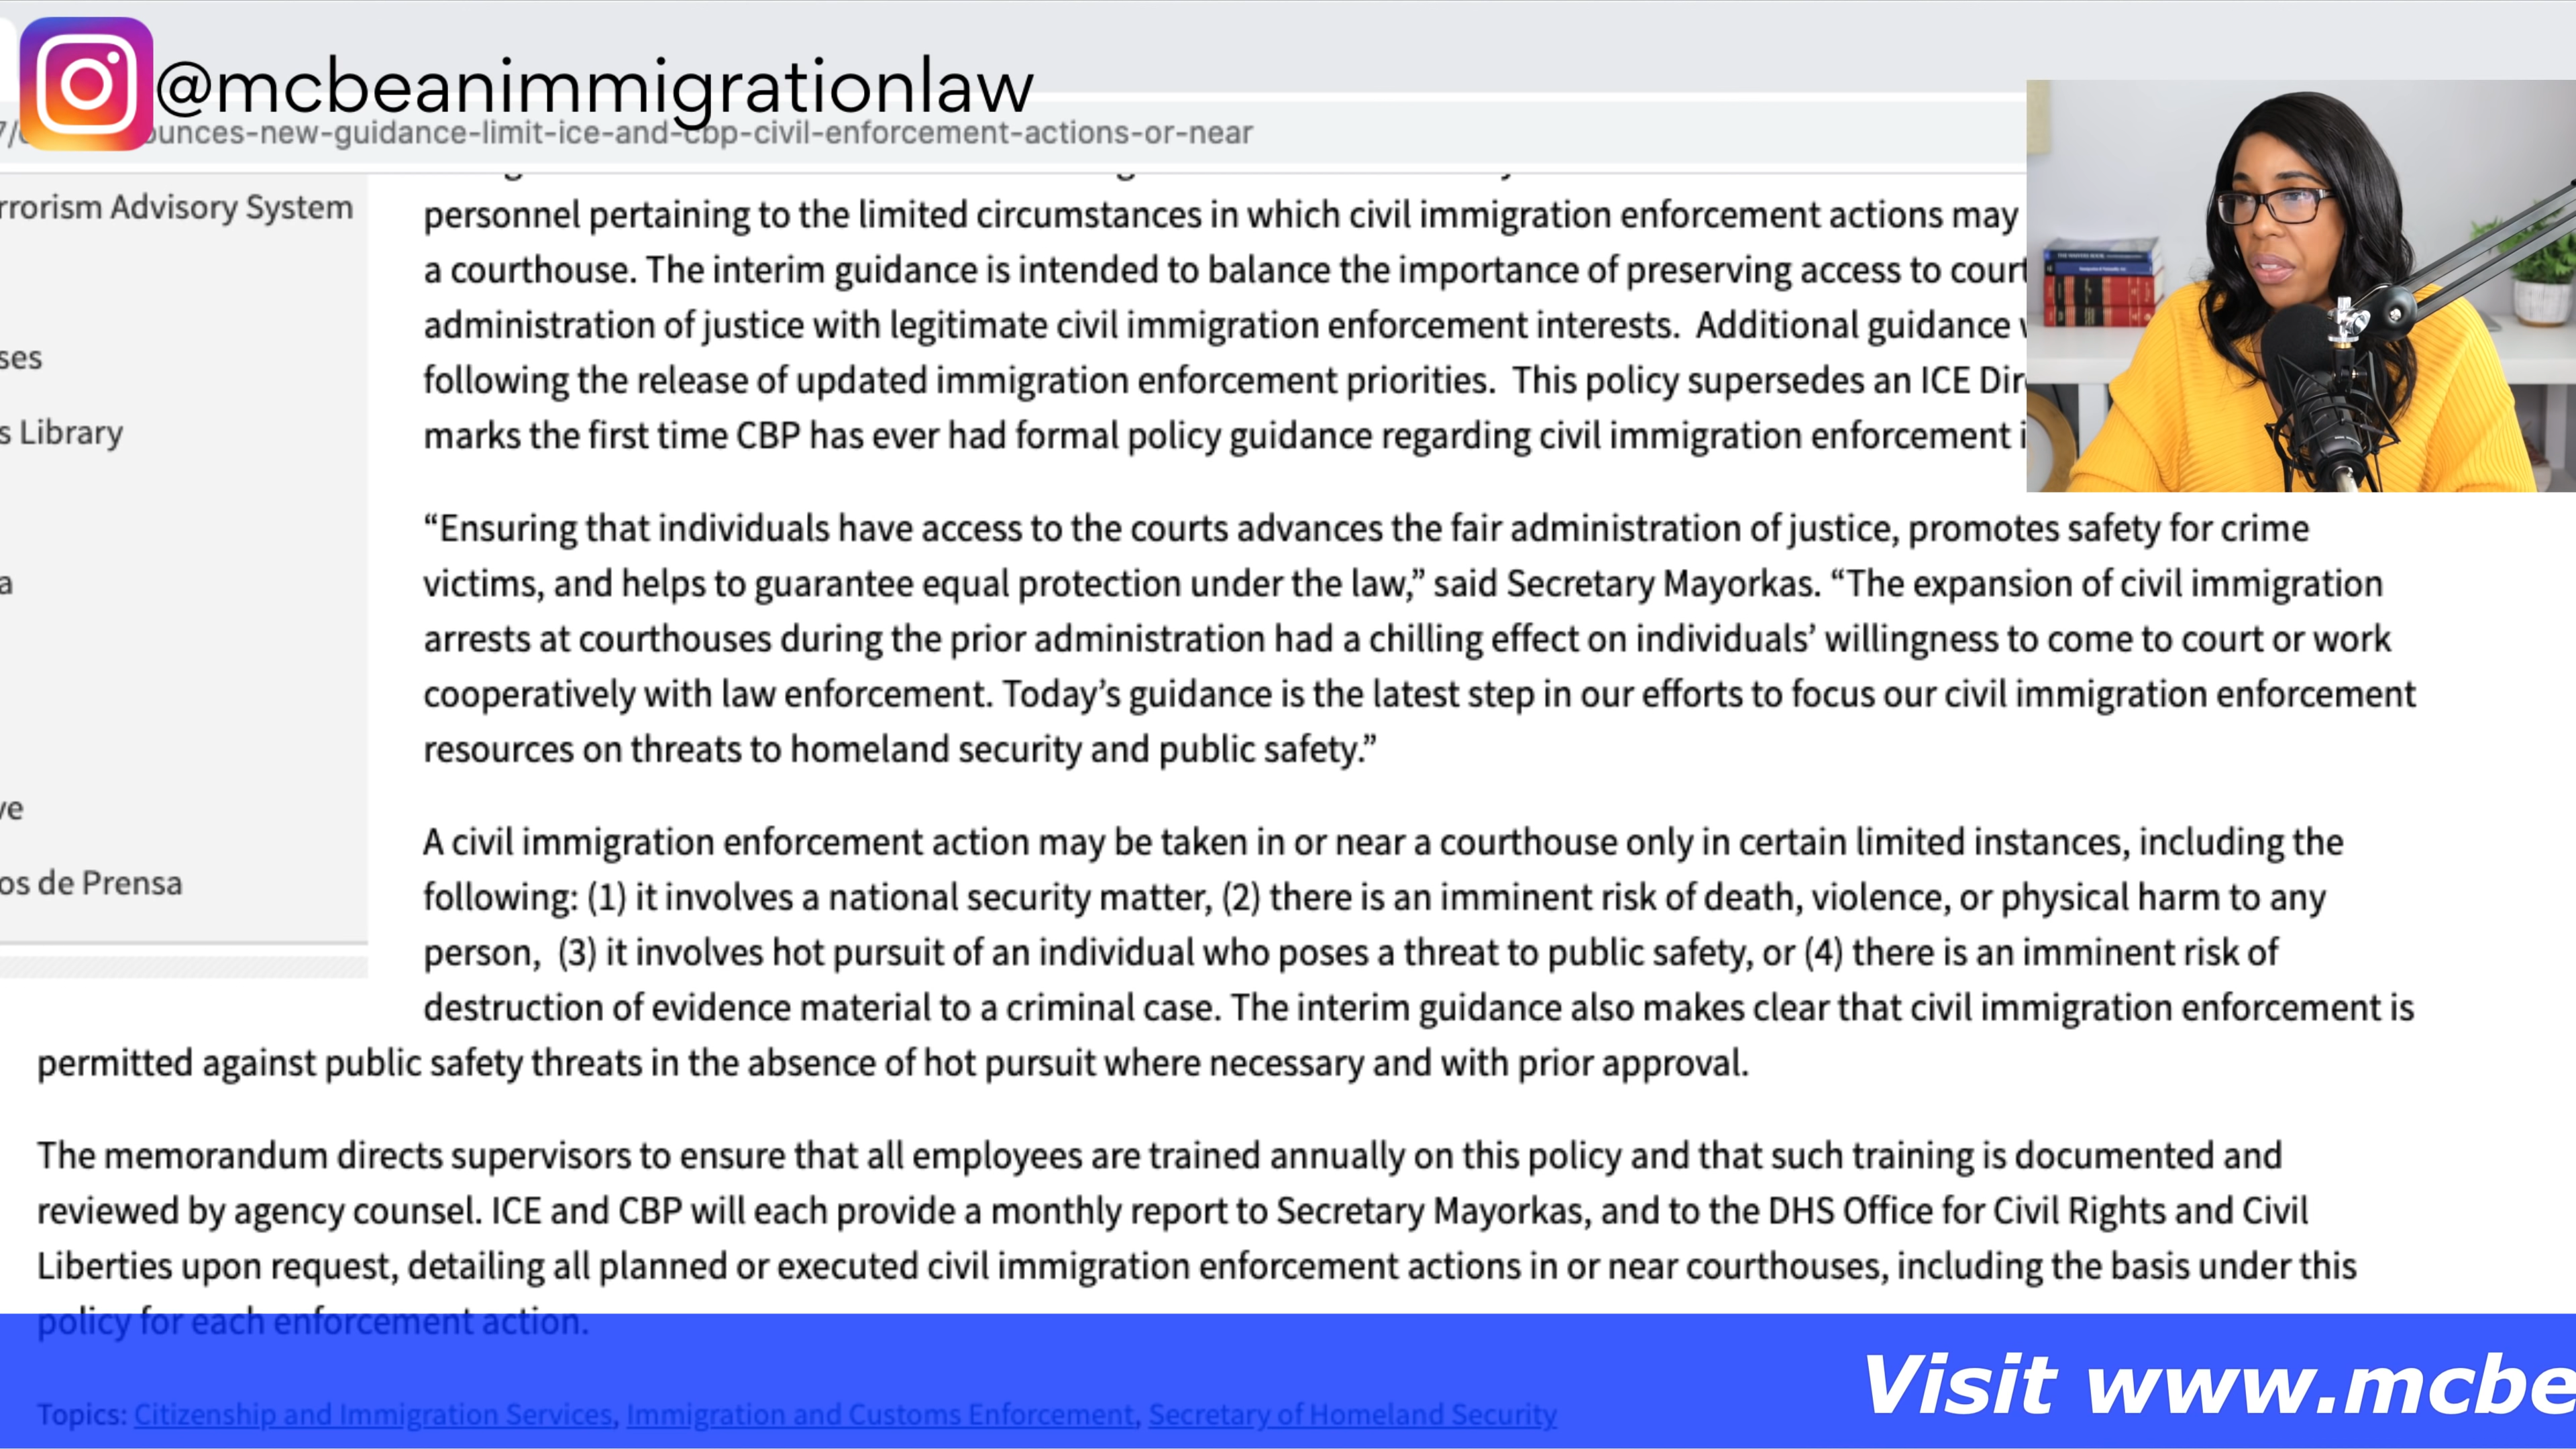 @mcbeanimmigrationlaw
ounces-new-guidance-limit-ice-and-cbp-civil-enforcement-actions-or-near
rrorism Advisory System
ses
s Library
a
ve
os de Prensa
personnel pertaining to the limited circumstances in which civil immigration enforcement actions may
a courthouse. The interim guidance is intended to balance the importance of preserving access to court
administration of justice with legitimate civil immigration enforcement interests. Additional guidance
following the release of updated immigration enforcement priorities. This policy supersedes an ICE Dir
marks the first time CBP has ever had formal policy guidance regarding civil immigration enforcement i
“Ensuring that individuals have access to the courts advances the fair administration of justice, promotes safety for crime
victims, and helps to guarantee equal protection under the law,” said Secretary Mayorkas. “The expansion of civil immigration
arrests at courthouses during the prior administration had a chilling effect on individuals’ willingness to come to court or work
cooperatively with law enforcement. Today’s guidance is the latest step in our efforts to focus our civil immigration enforcement
resources on threats to homeland security and public safety.”
A civil immigration enforcement action may be taken in or near a courthouse only in certain limited instances, including the
following: (1) it involves a national security matter, (2) there is an imminent risk of death, violence, or physical harm to any
person, (3) it involves hot pursuit of an individual who poses a threat to public safety, or (4) there is an imminent risk of
destruction of evidence material to a criminal case. The interim guidance also makes clear that civil immigration enforcement is
permitted against public safety threats in the absence of hot pursuit where necessary and with prior approval.
The memorandum directs supervisors to ensure that all employees are trained annually on this policy and that such training is documented and
reviewed by agency counsel. ICE and CBP will each provide a monthly report to Secretary Mayorkas, and to the DHS Office for Civil Rights and Civil
Liberties upon request, detailing all planned or executed civil immigration enforcement actions in or near courthouses, including the basis under this
policy for each enforcement action.
Topics: Citizenship and Immigration Services, Immigration and Customs Enforcement, Secretary of Homeland Security
Visit www.mcbe